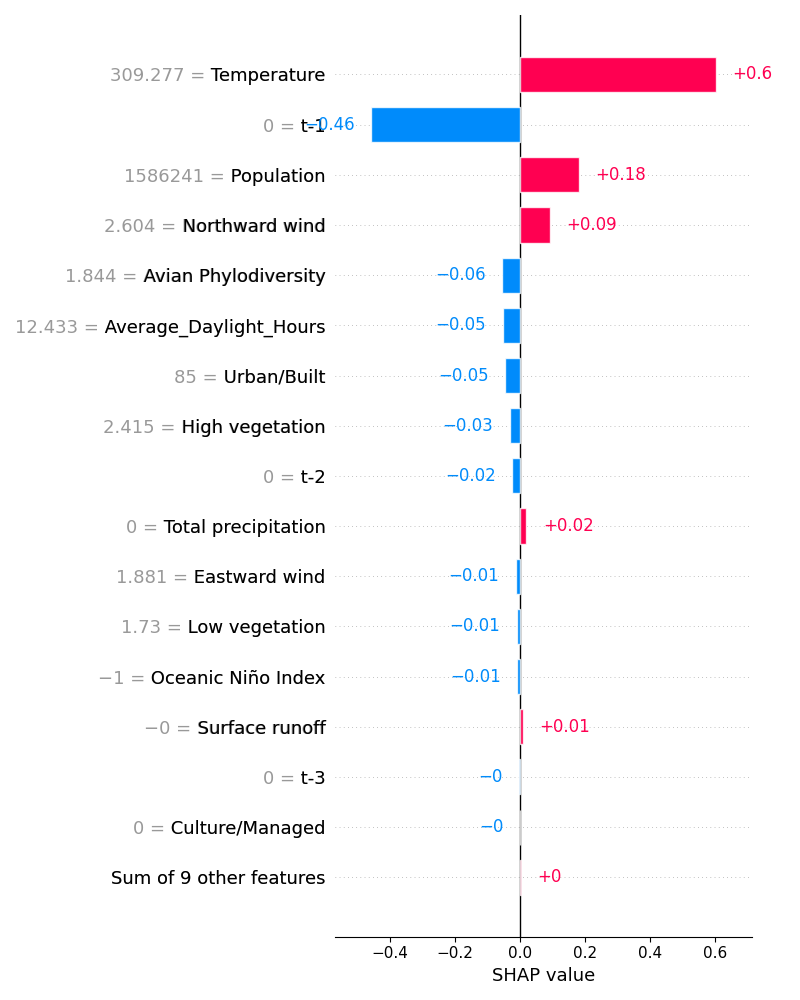 309.277 = Temperature +0.6
0 = t-1 −0.46
1586241 = Population +0.18
2.604 = Northward wind +0.09
1.844 = Avian Phylodiversity −0.06
12.433 = Average_Daylight_Hours −0.05
85 = Urban/Built −0.05
2.415 = High vegetation −0.03
0 = t-2 −0.02
0 = Total precipitation +0.02
1.881 = Eastward wind −0.01
1.73 = Low vegetation −0.01
−1 = Oceanic Niño Index −0.01
−0 = Surface runoff +0.01
0 = t-3 −0
0 = Culture/Managed −0
Sum of 9 other features +0
−0.4 −0.2 0.0 0.2 0.4 0.6
SHAP value